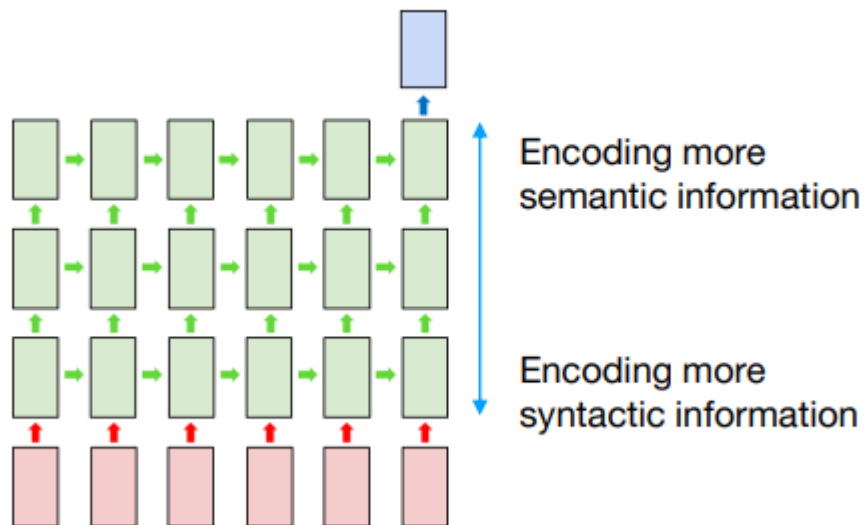 Encoding more
semantic information
Encoding more
syntactic information